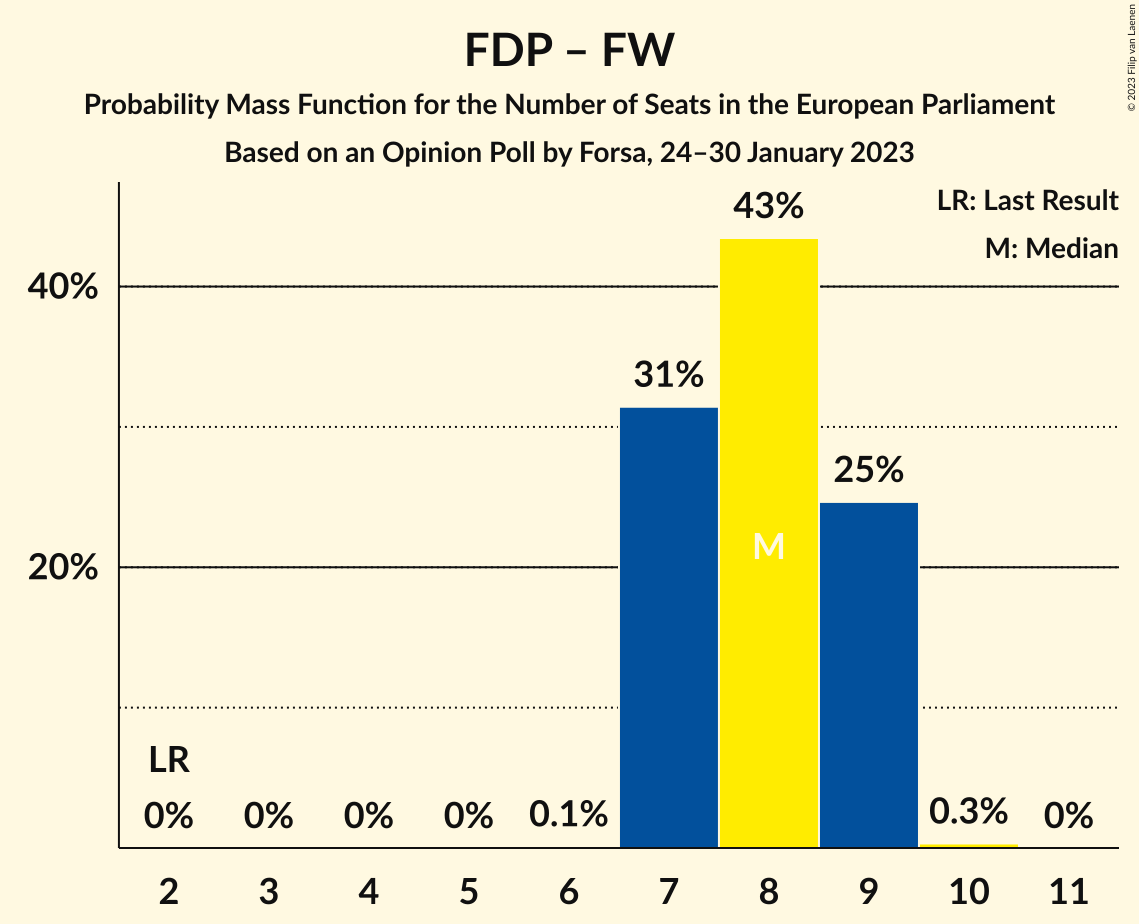 FDP – FW
Probability Mass Function for the Number of Seats in the European Parliament
Based on an Opinion Poll by Forsa, 24–30 January 2023
© 2023 Filip van Laenen
LR: Last Result
M: Median
43%
40%
31%
25%
M
20%
LR
0% 0% 0% 0% 0.1% 0.3% 0%
2 3 4 5 6 7 8 9 10 11